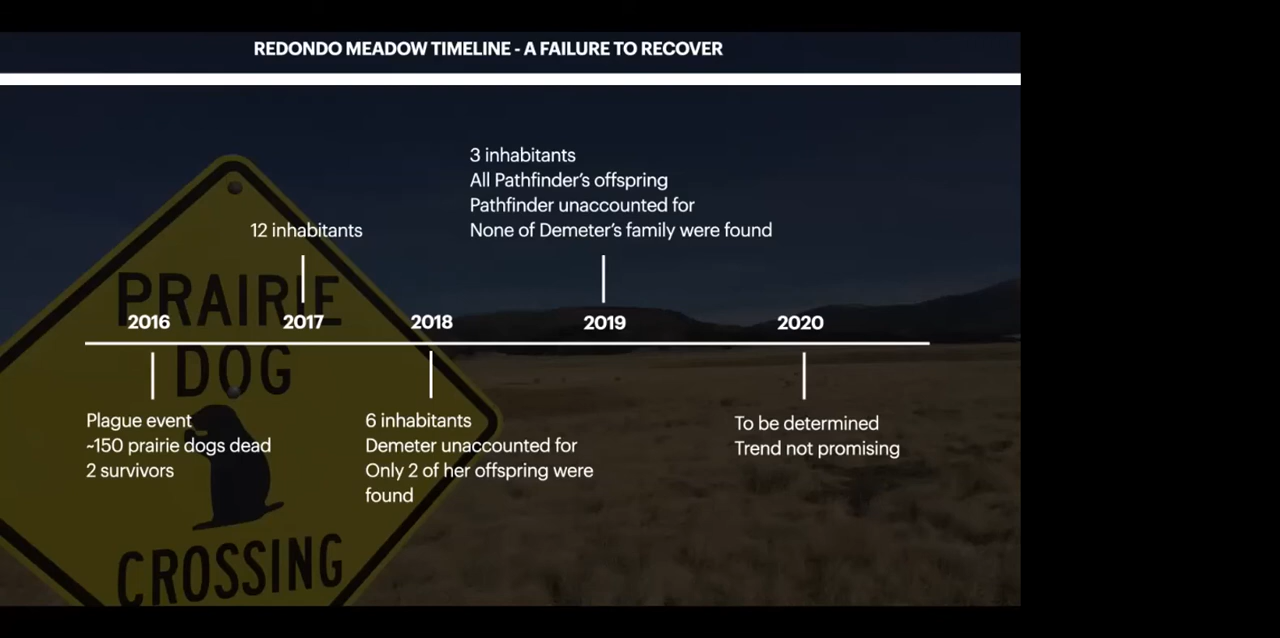 REDONDO MEADOW TIMELINE - A FAILURE TO RECOVER
3 inhabitants
All Pathfinder's offspring
Pathfinder unaccounted for
None of Demeter's family were found
12 inhabitants
PRAIRIE
2016
2017
2018
2019
2020
DOG
Plague event
~150 prairie dogs dead
2 survivors
6 inhabitants
Demeter unaccounted for
Only 2 of her offspring were
found
To be determined
Trend not promising
CROSSING